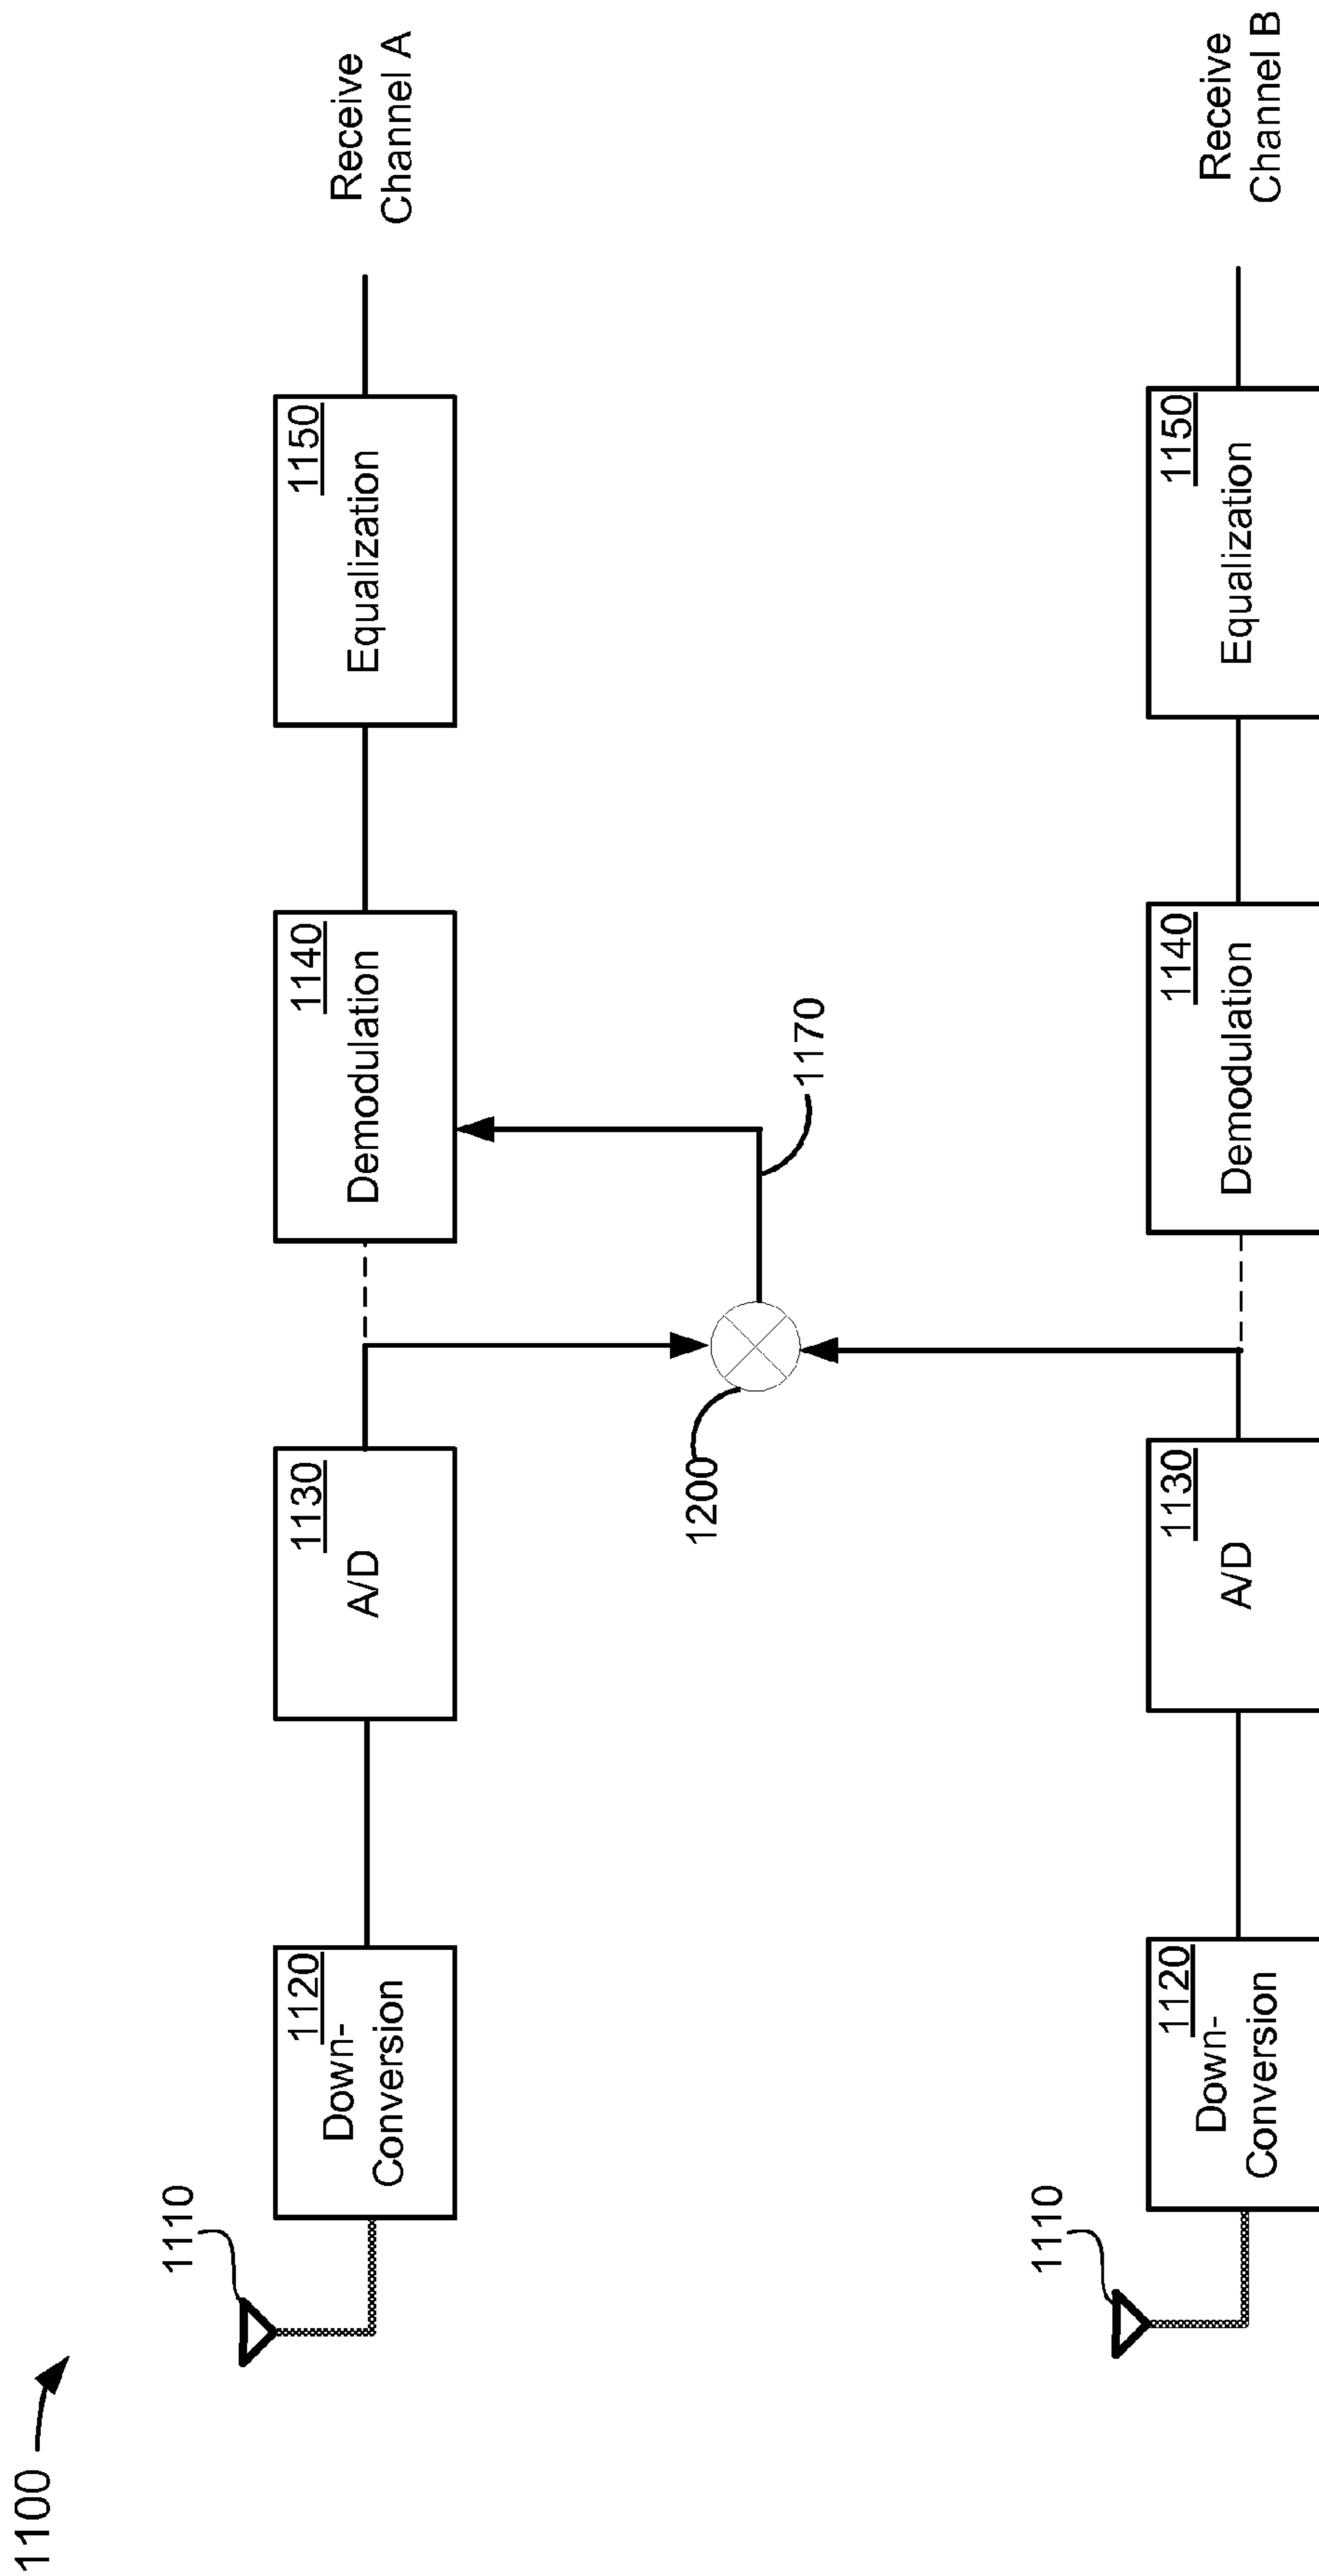 1100
1110
1120
Down-
Conversion
1130
A/D
1140
Demodulation
1150
Equalization
Receive
Channel A
1200
1170
1110
1120
Down-
Conversion
1130
A/D
1140
Demodulation
1150
Equalization
Receive
Channel B